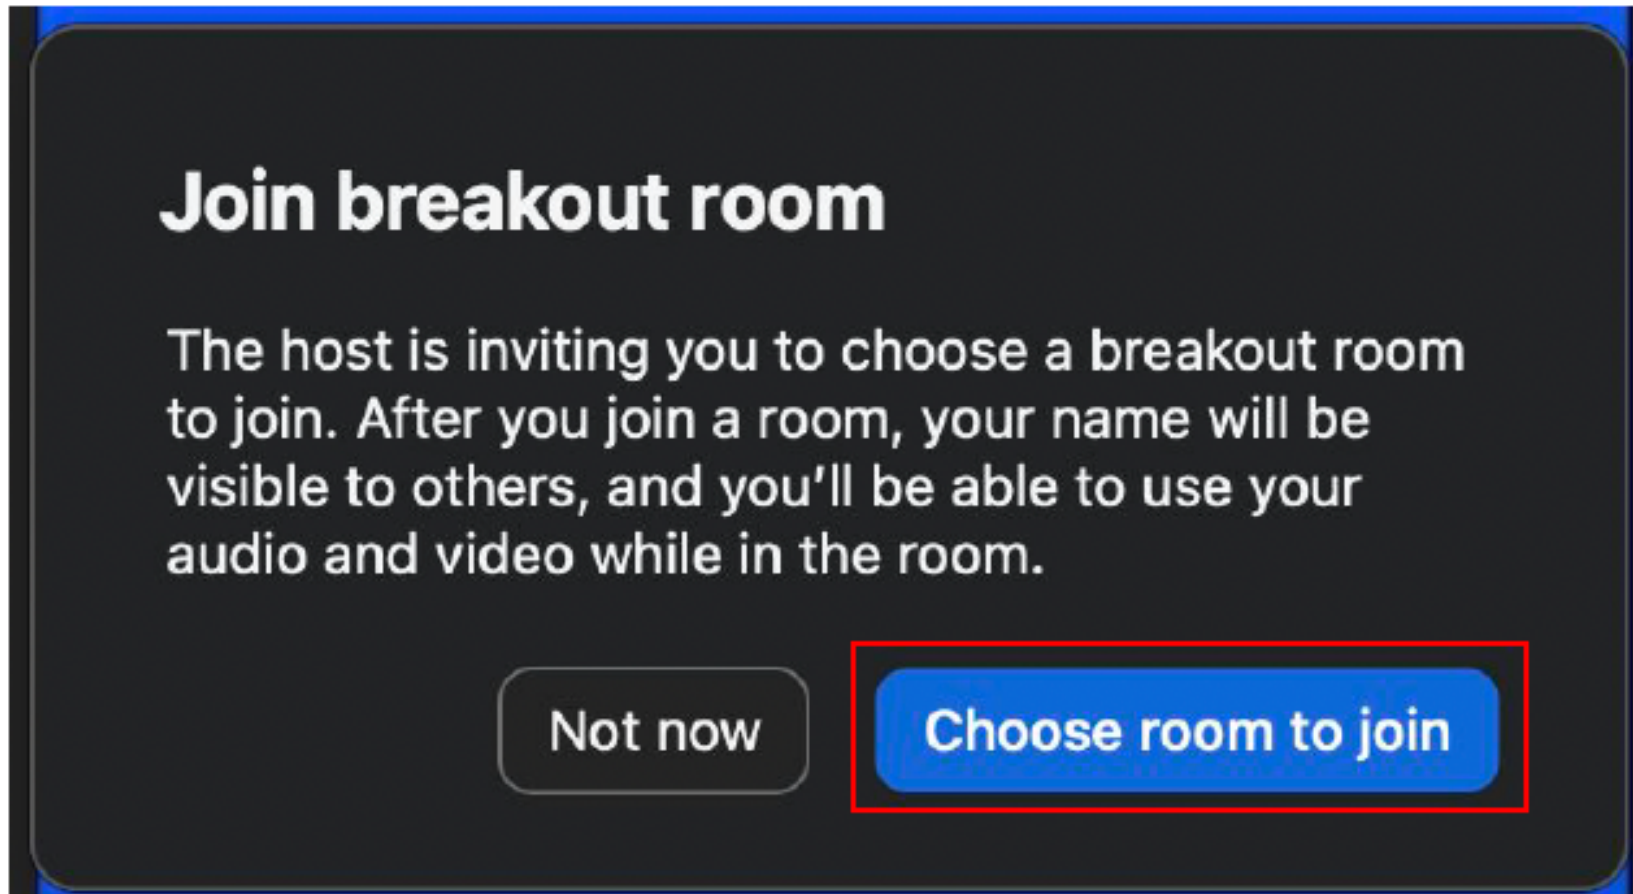 Join breakout room
The host is inviting you to choose a breakout room
to join. After you join a room, your name will be
visible to others, and you’ll be able to use your
audio and video while in the room.
Not now
Choose room to join